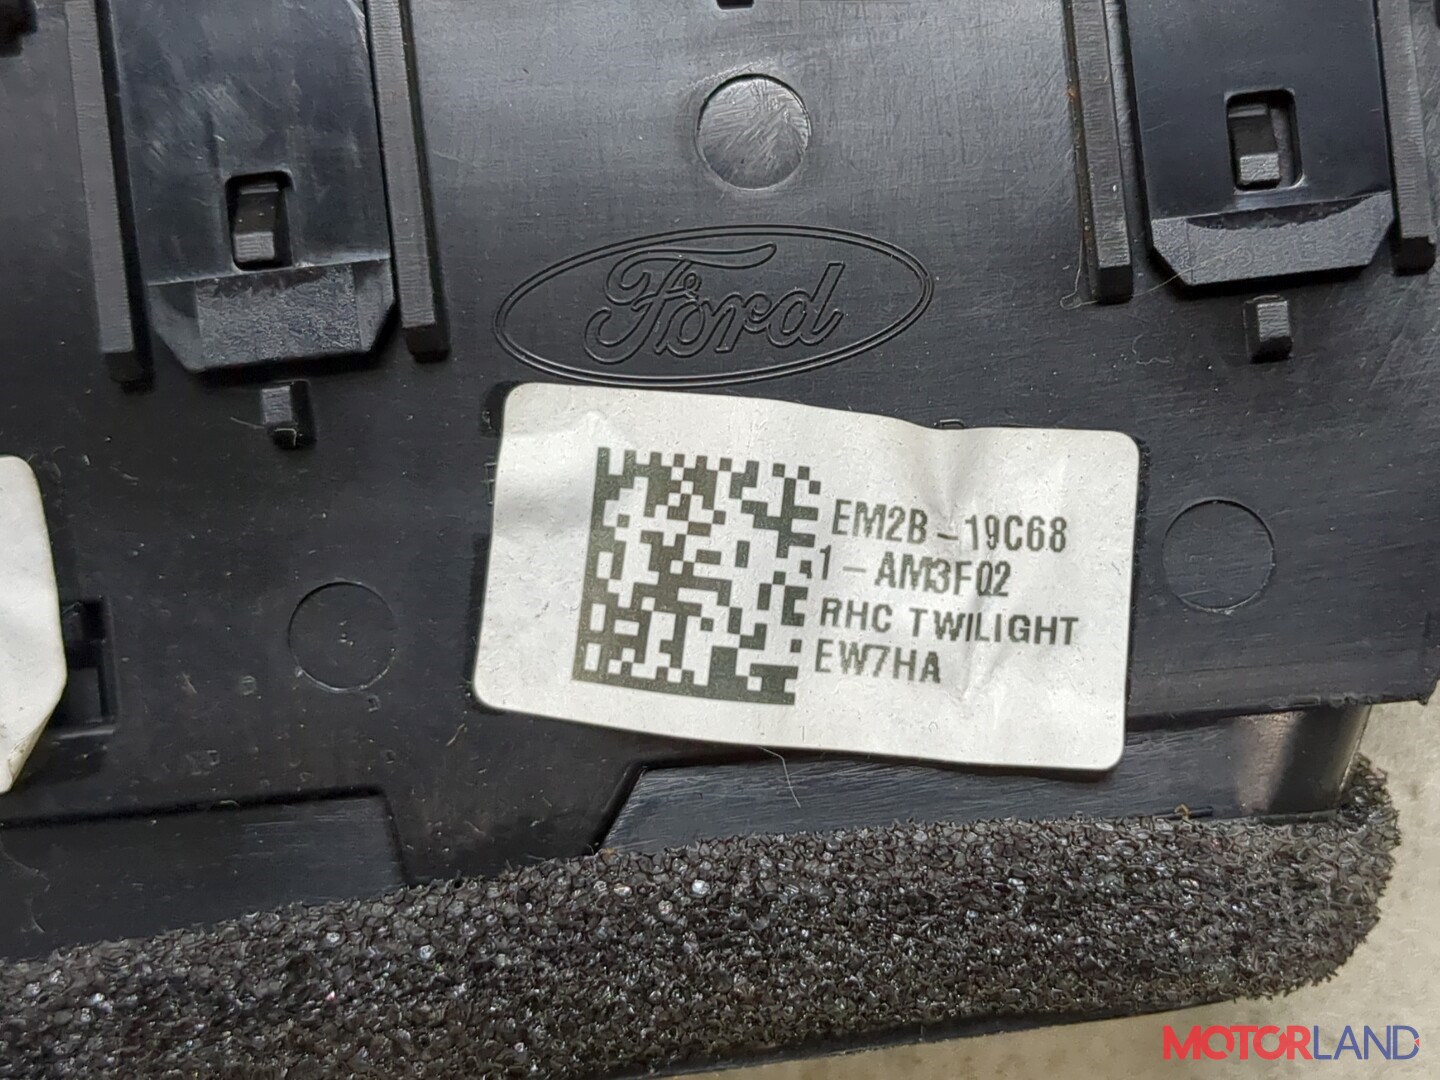 Ford
EM2B-19C68
1-AM3F02
RHC TWILIGHT
EW7HA
MOTORLAND